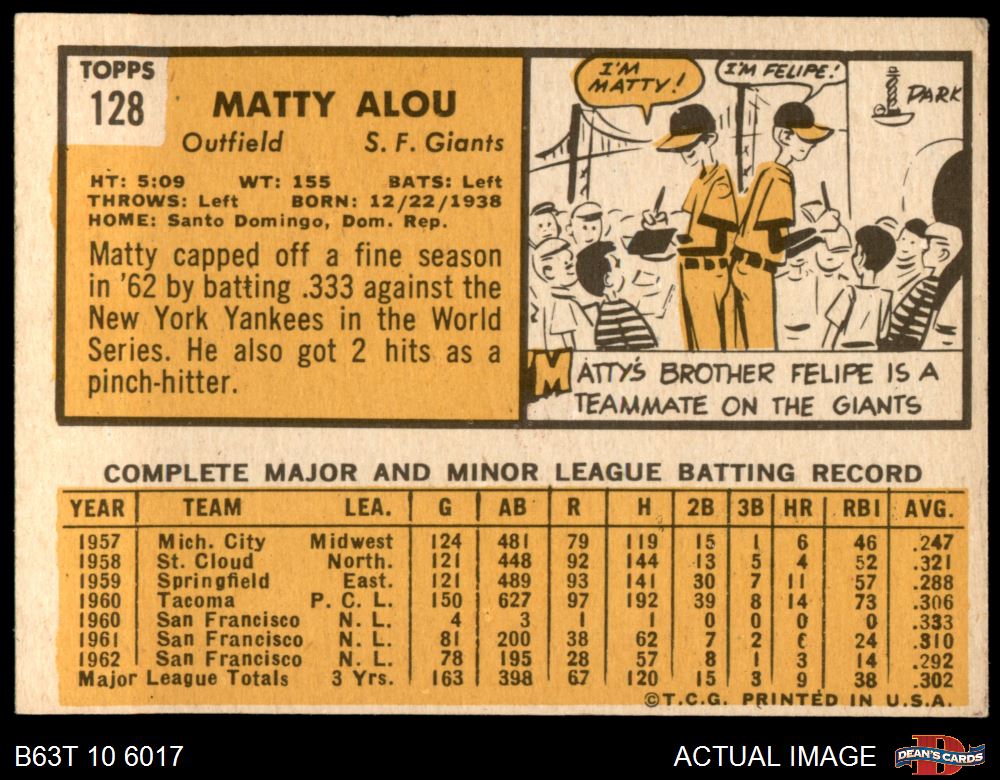 TOPPS
128
MATTY ALOU
Outfield S. F. Giants
HT: 5:09 WT: 155 BATS: Left
THROWS: Left BORN: 12/22/1938
HOME: Santo Domingo, Dom. Rep.
Matty capped off a fine season
in '62 by batting .333 against the
New York Yankees in the World
Series. He also got 2 hits as a
pinch-hitter.
I'M
MATTY!
I'M FELIPE!
PARK
MATTY'S BROTHER FELIPE IS A
TEAMMATE ON THE GIANTS
COMPLETE MAJOR AND MINOR LEAGUE BATTING RECORD
YEAR TEAM LEA. G AB R H 2B 3B HR RBI AVG.
1957 Mich. City Midwest 124 481 79 119 15 1 6 46 .247
1958 St. Cloud North. 121 448 92 144 13 5 4 52 .321
1959 Springfield East. 121 489 93 141 30 7 11 57 .288
1960 Tacoma P. C. L. 150 627 97 192 39 8 14 73 .306
1960 San Francisco N. L. 4 3 1 1 0 0 0 0 .333
1961 San Francisco N. L. 81 200 38 62 7 2 6 24 .310
1962 San Francisco N. L. 78 195 28 57 8 1 3 14 .292
Major League Totals 3 Yrs. 163 398 67 120 15 3 9 38 .302
©T.C.G. PRINTED IN U.S.A.
B63T 10 6017
ACTUAL IMAGE
D
DEAN'S CARDS